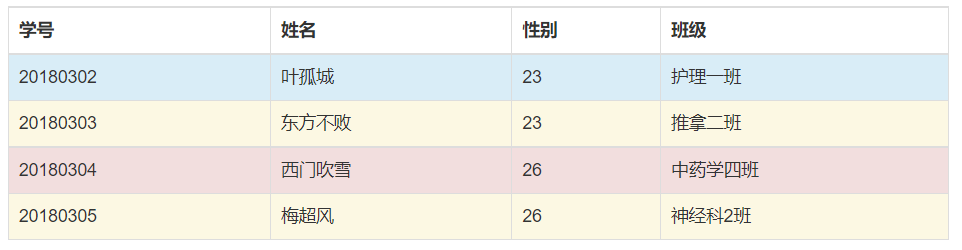 学号 姓名 性别 班级
20180302 叶孤城 23 护理一班
20180303 东方不败 23 推拿二班
20180304 西门吹雪 26 中药学四班
20180305 梅超风 26 神经科2班